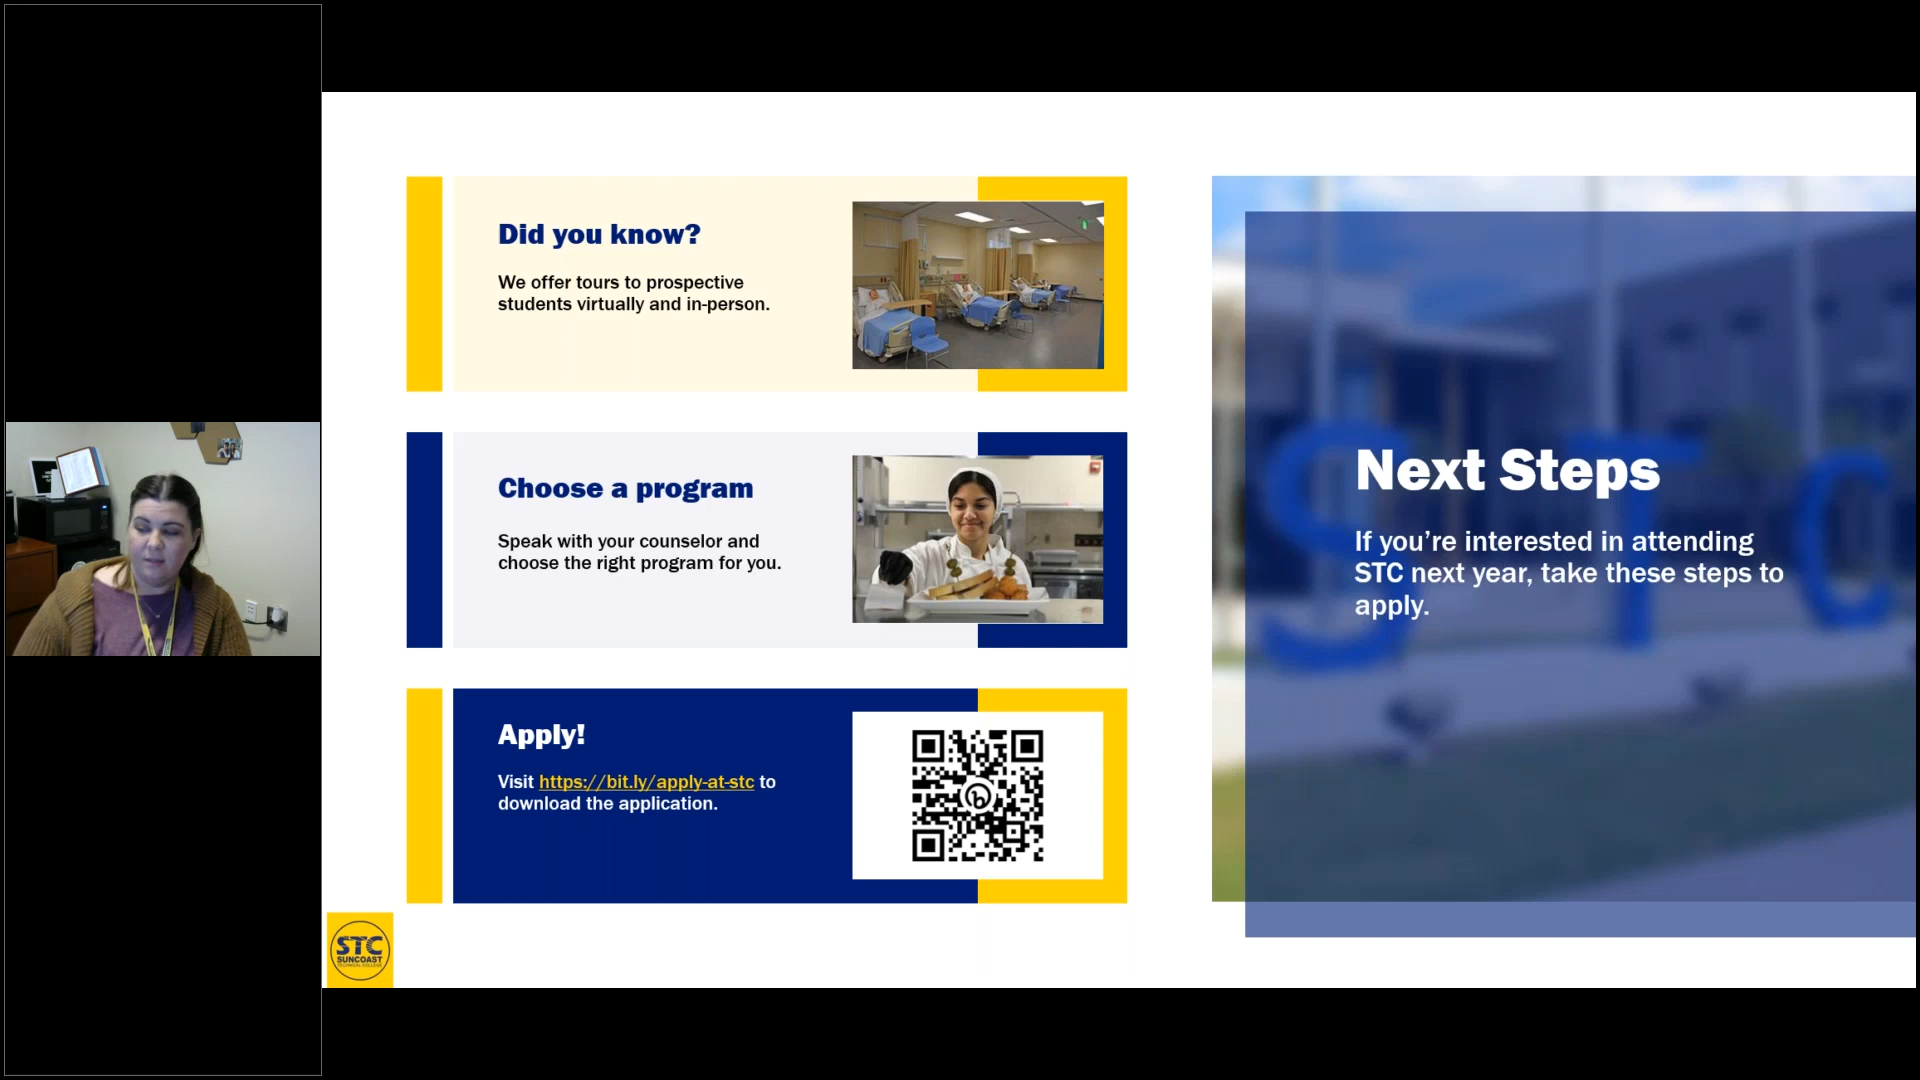 Did you know?
We offer tours to prospective
students virtually and in-person.
Choose a program
Speak with your counselor and
choose the right program for you.
Apply!
Visit https://bit.ly/apply-at-stc to
download the application.
STC
SUNCOAST
TECHNICAL COLLEGE
S T C
Next Steps
If you’re interested in attending
STC next year, take these steps to
apply.